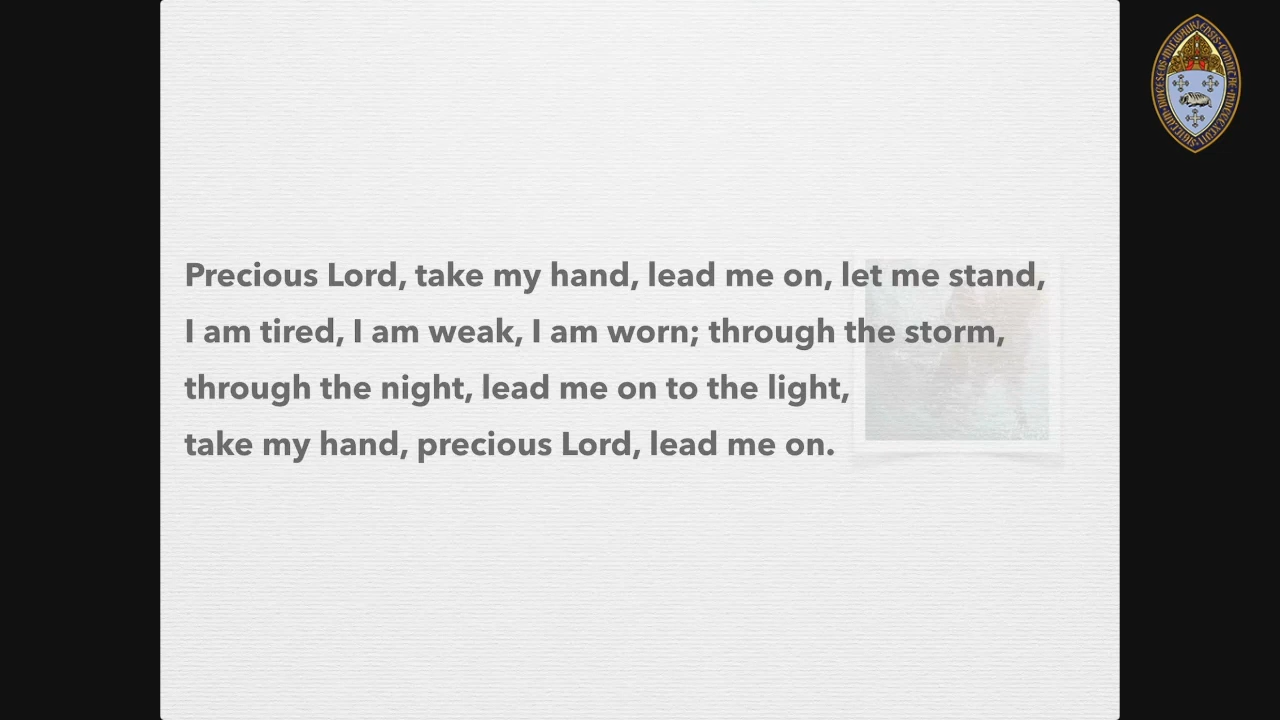 Precious Lord, take my hand, lead me on, let me stand,
I am tired, I am weak, I am worn; through the storm,
through the night, lead me on to the light,
take my hand, precious Lord, lead me on.